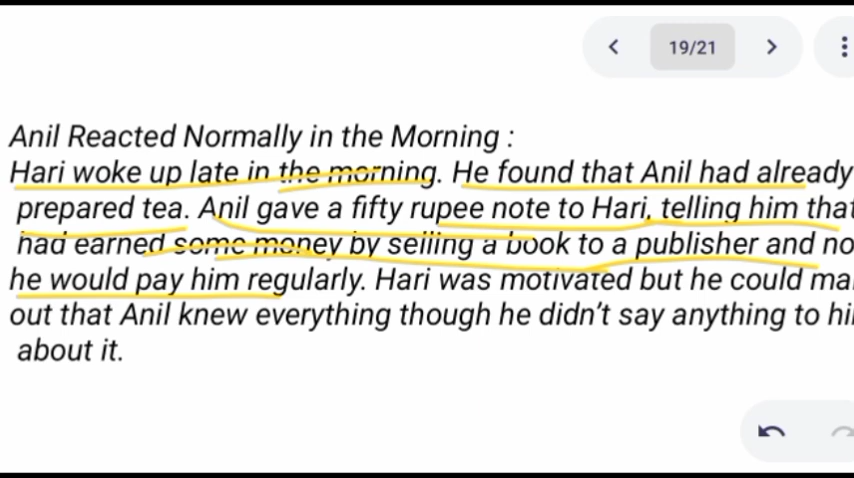 19/21
Anil Reacted Normally in the Morning :
Hari woke up late in the morning. He found that Anil had already
prepared tea. Anil gave a fifty rupee note to Hari, telling him that
had earned some money by selling a book to a publisher and
he would pay him regularly. Hari was motivated but he could
out that Anil knew everything though he didn't say anything to
about it.